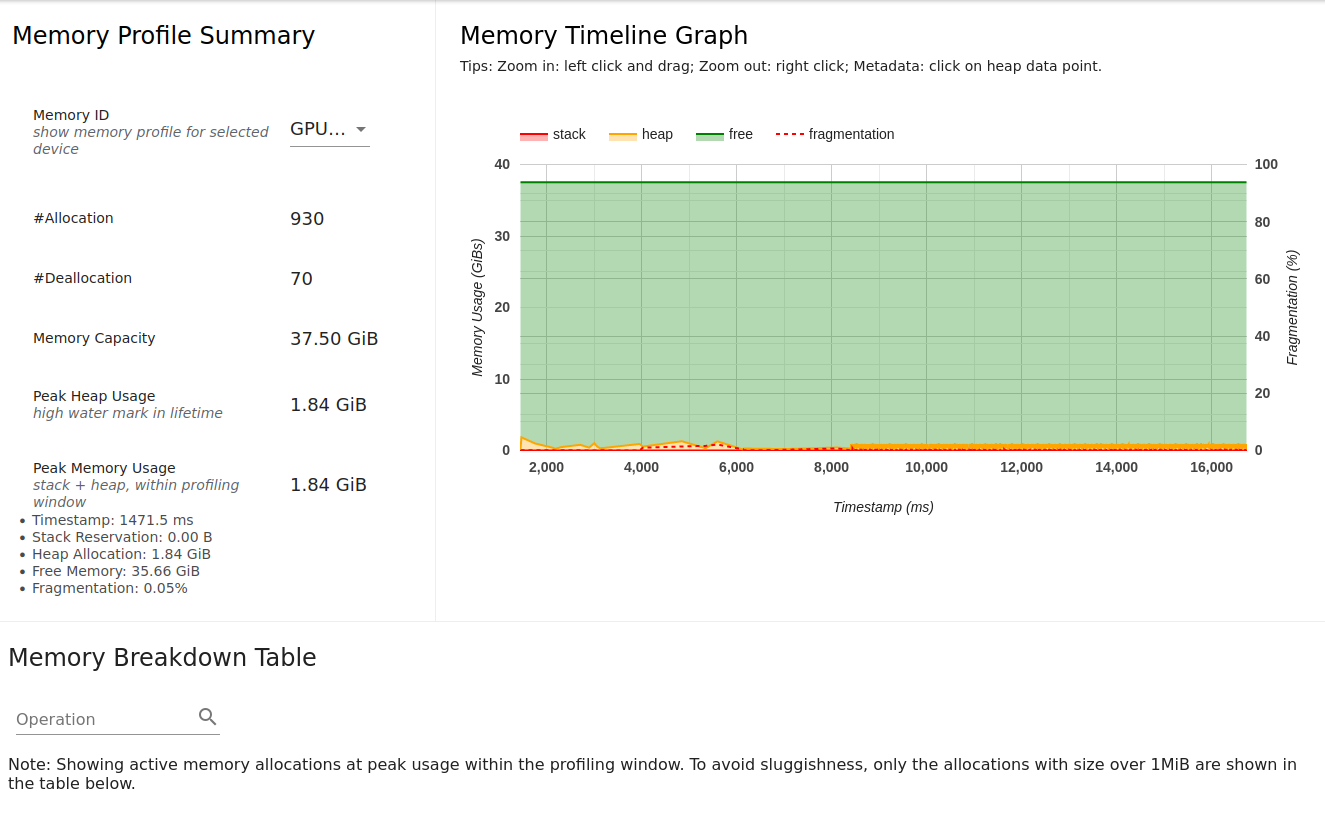 Memory Profile Summary
Memory ID
show memory profile for selected
device
GPU...
#Allocation
930
#Deallocation
70
Memory Capacity
37.50 GiB
Peak Heap Usage
high water mark in lifetime
1.84 GiB
Peak Memory Usage
stack + heap, within profiling
window
1.84 GiB
• Timestamp: 1471.5 ms
• Stack Reservation: 0.00 B
• Heap Allocation: 1.84 GiB
• Free Memory: 35.66 GiB
• Fragmentation: 0.05%
Memory Timeline Graph
Tips: Zoom in: left click and drag; Zoom out: right click; Metadata: click on heap data point.
stack heap free fragmentation
40
30
20
10
0
Memory Usage (GiBs)
100
80
60
40
20
0
Fragmentation (%)
2,000 4,000 6,000 8,000 10,000 12,000 14,000 16,000
Timestamp (ms)
Memory Breakdown Table
Operation
Note: Showing active memory allocations at peak usage within the profiling window. To avoid sluggishness, only the allocations with size over 1MiB are shown in
the table below.